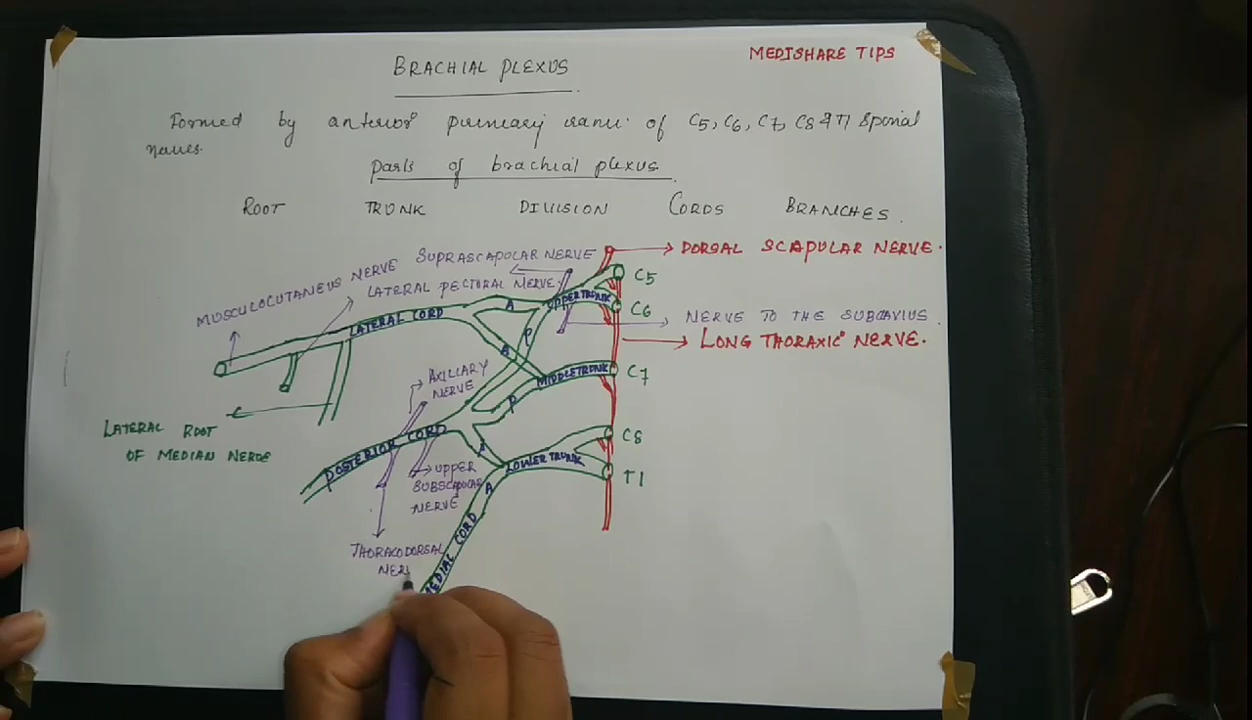 BRACHIAL PLEXUS
MEDISHARE TIPS
Formed by anterior primary rami of C5, C6, C7, C8 & T1 Spinal
nerves.
parts of brachial plexus
ROOT TRUNK DIVISION CORDS BRANCHES.
SUPRASCAPULAR NERVE
DORSAL SCAPULAR NERVE.
MUSCULOCUTANEUS NERVE
LATERAL PECTORAL NERVE
C5
UPPER TRUNK
A
C6
LATERAL CORD
NERVE TO THE SUBCAVIUS.
P
LONG THORAXIC NERVE.
A
AXILLARY
NERVE
MIDDLE TRUNK
C7
P
LATERAL ROOT
OF MEDIAN NERVE
POSTERIOR CORD
A
C8
LOWER TRUNK
UPPER
SUBSCAPULAR
NERVE
T1
A
MEDIAL CORD
THORACODORSAL
NER